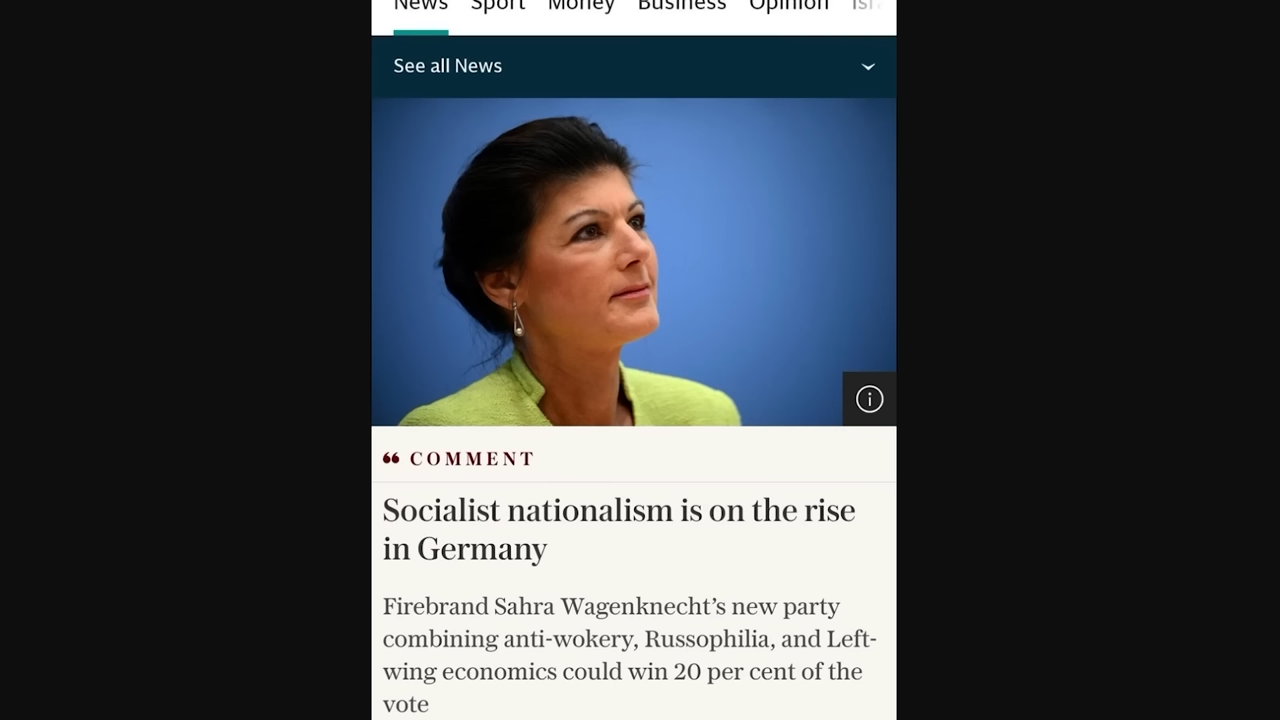 News Sport Money Business Opinion
See all News
❝ COMMENT
Socialist nationalism is on the rise
in Germany
Firebrand Sahra Wagenknecht’s new party
combining anti-wokery, Russophilia, and Left-
wing economics could win 20 per cent of the
vote